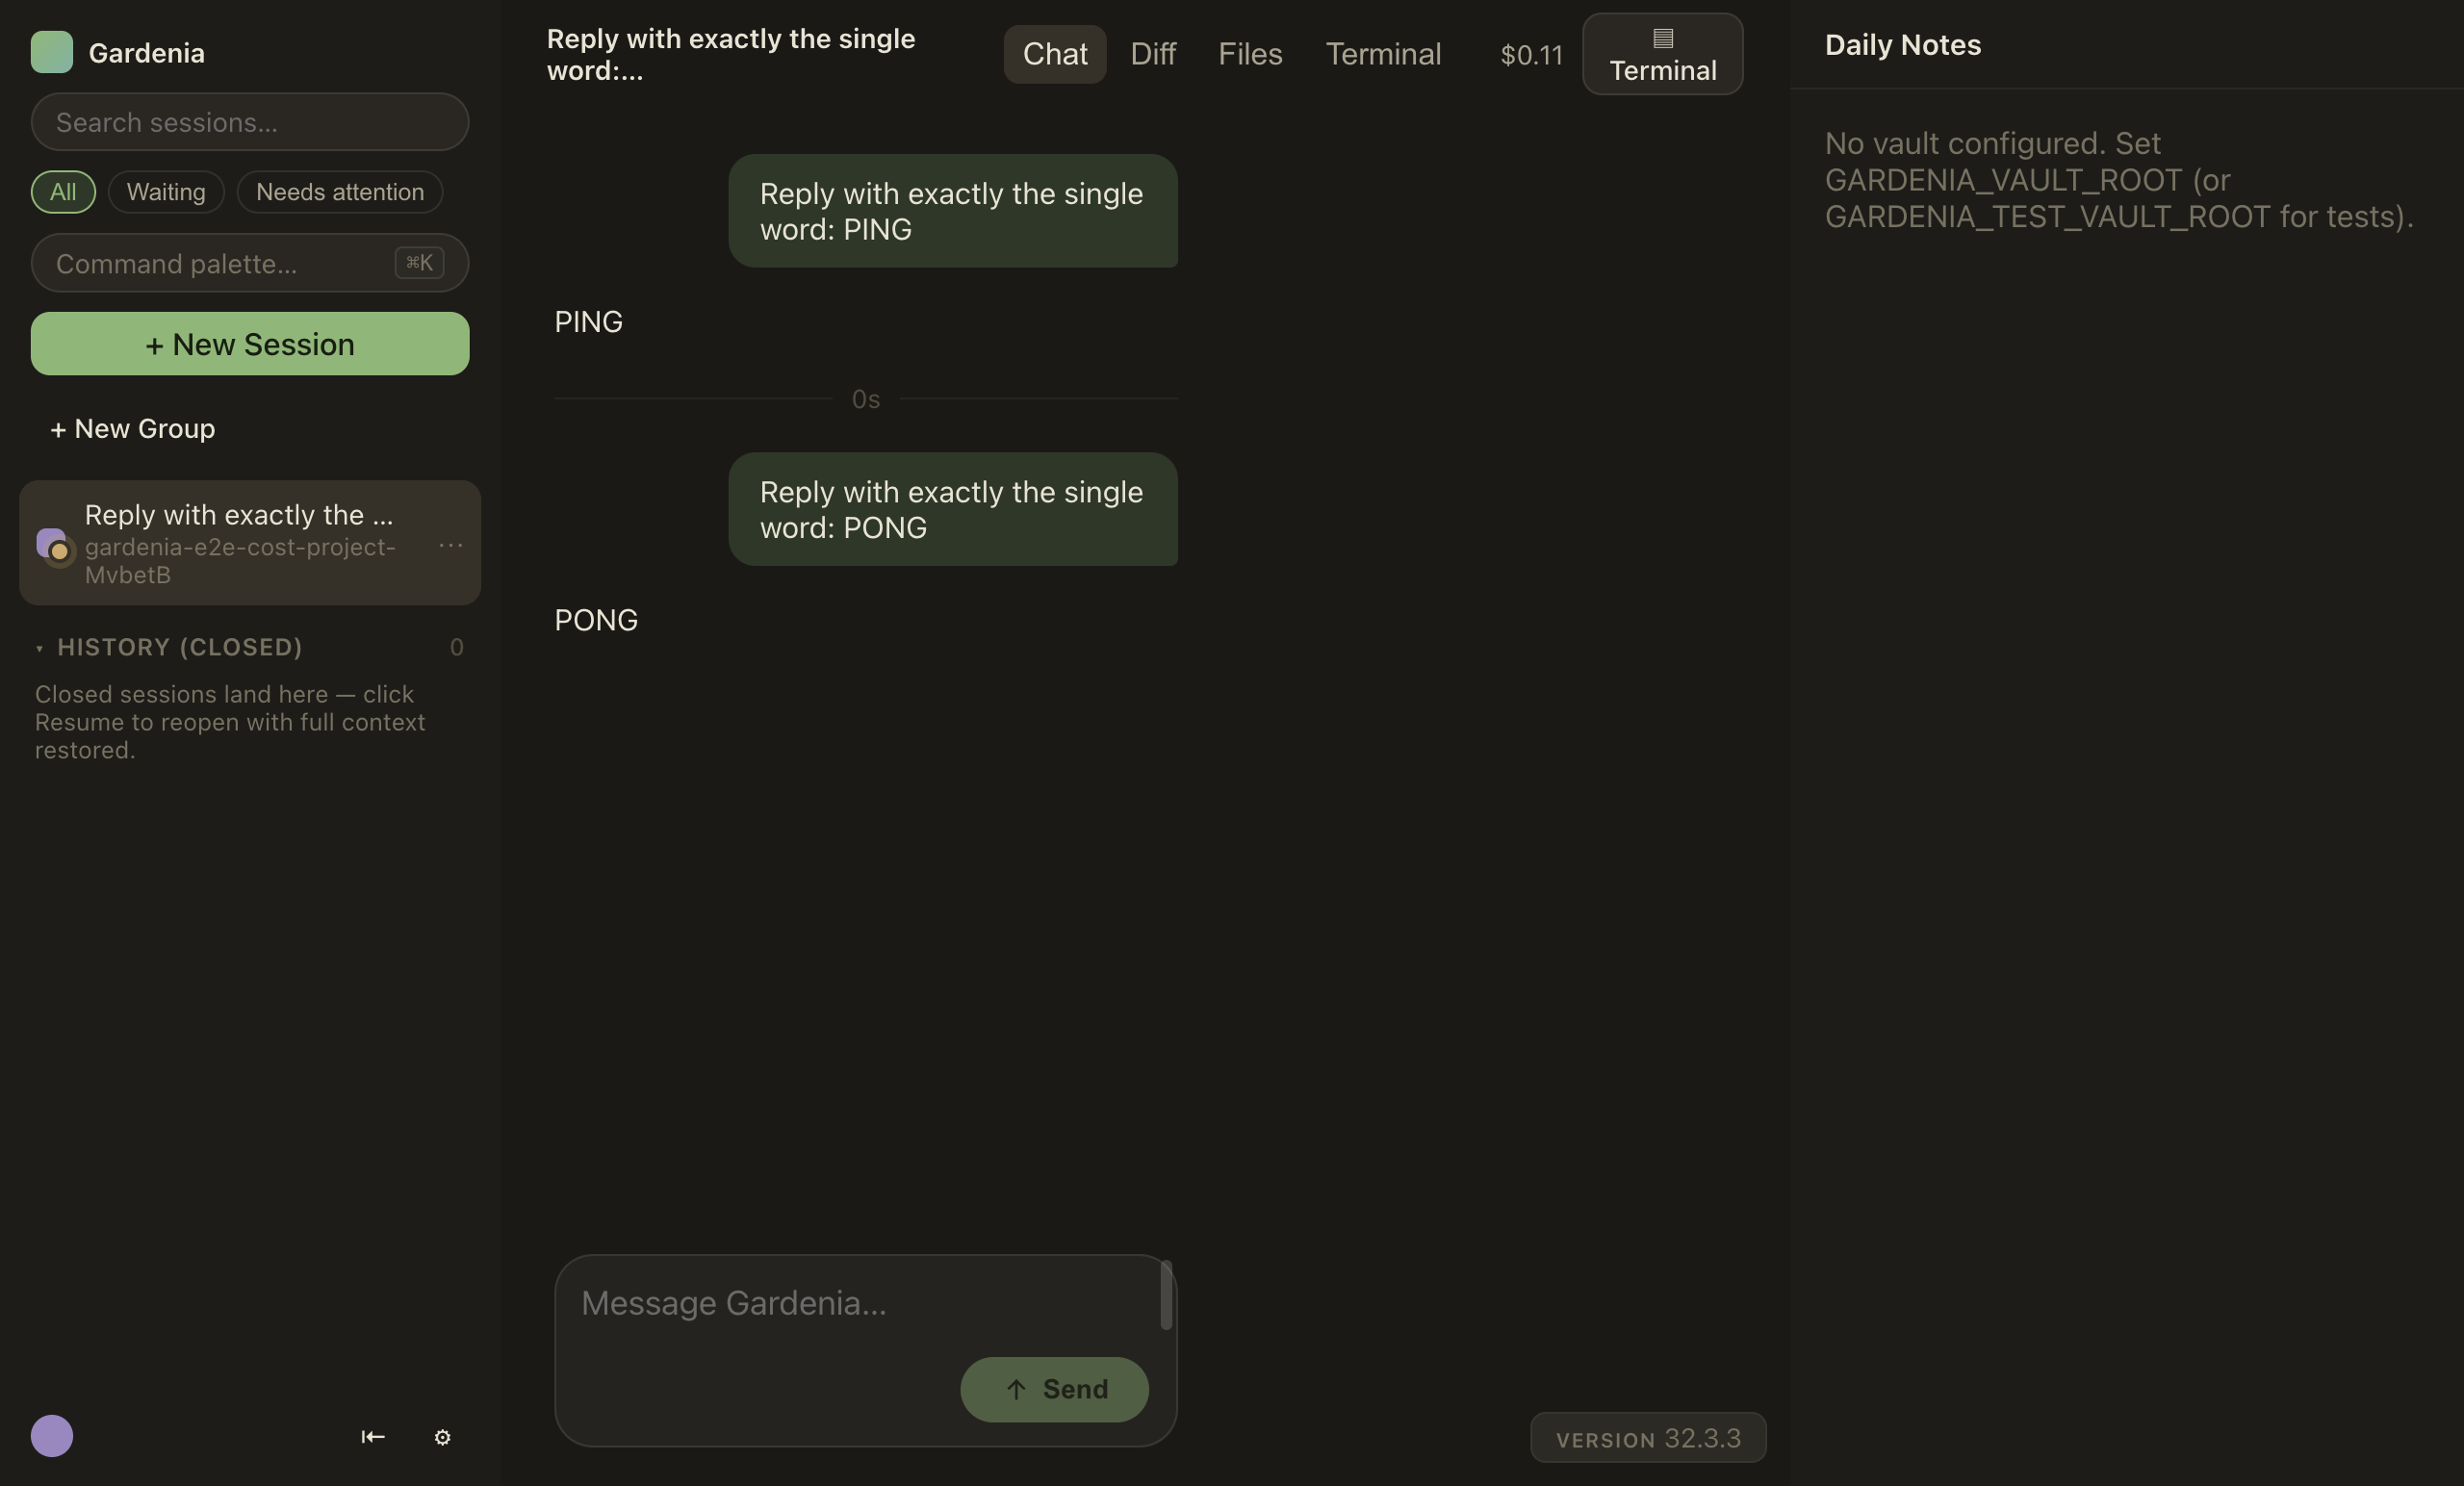 Gardenia
Search sessions...
All
Waiting
Needs attention
Command palette...
⌘K
+ New Session
+ New Group
Reply with exactly the ...
gardenia-e2e-cost-project-
MvbetB
...
▾ HISTORY (CLOSED) 0
Closed sessions land here — click
Resume to reopen with full context
restored.
Reply with exactly the single
word:...
Chat
Diff
Files
Terminal
$0.11
Terminal
Reply with exactly the single
word: PING
PING
0s
Reply with exactly the single
word: PONG
PONG
Message Gardenia...
↑ Send
VERSION 32.3.3
Daily Notes
No vault configured. Set
GARDENIA_VAULT_ROOT (or
GARDENIA_TEST_VAULT_ROOT for tests).